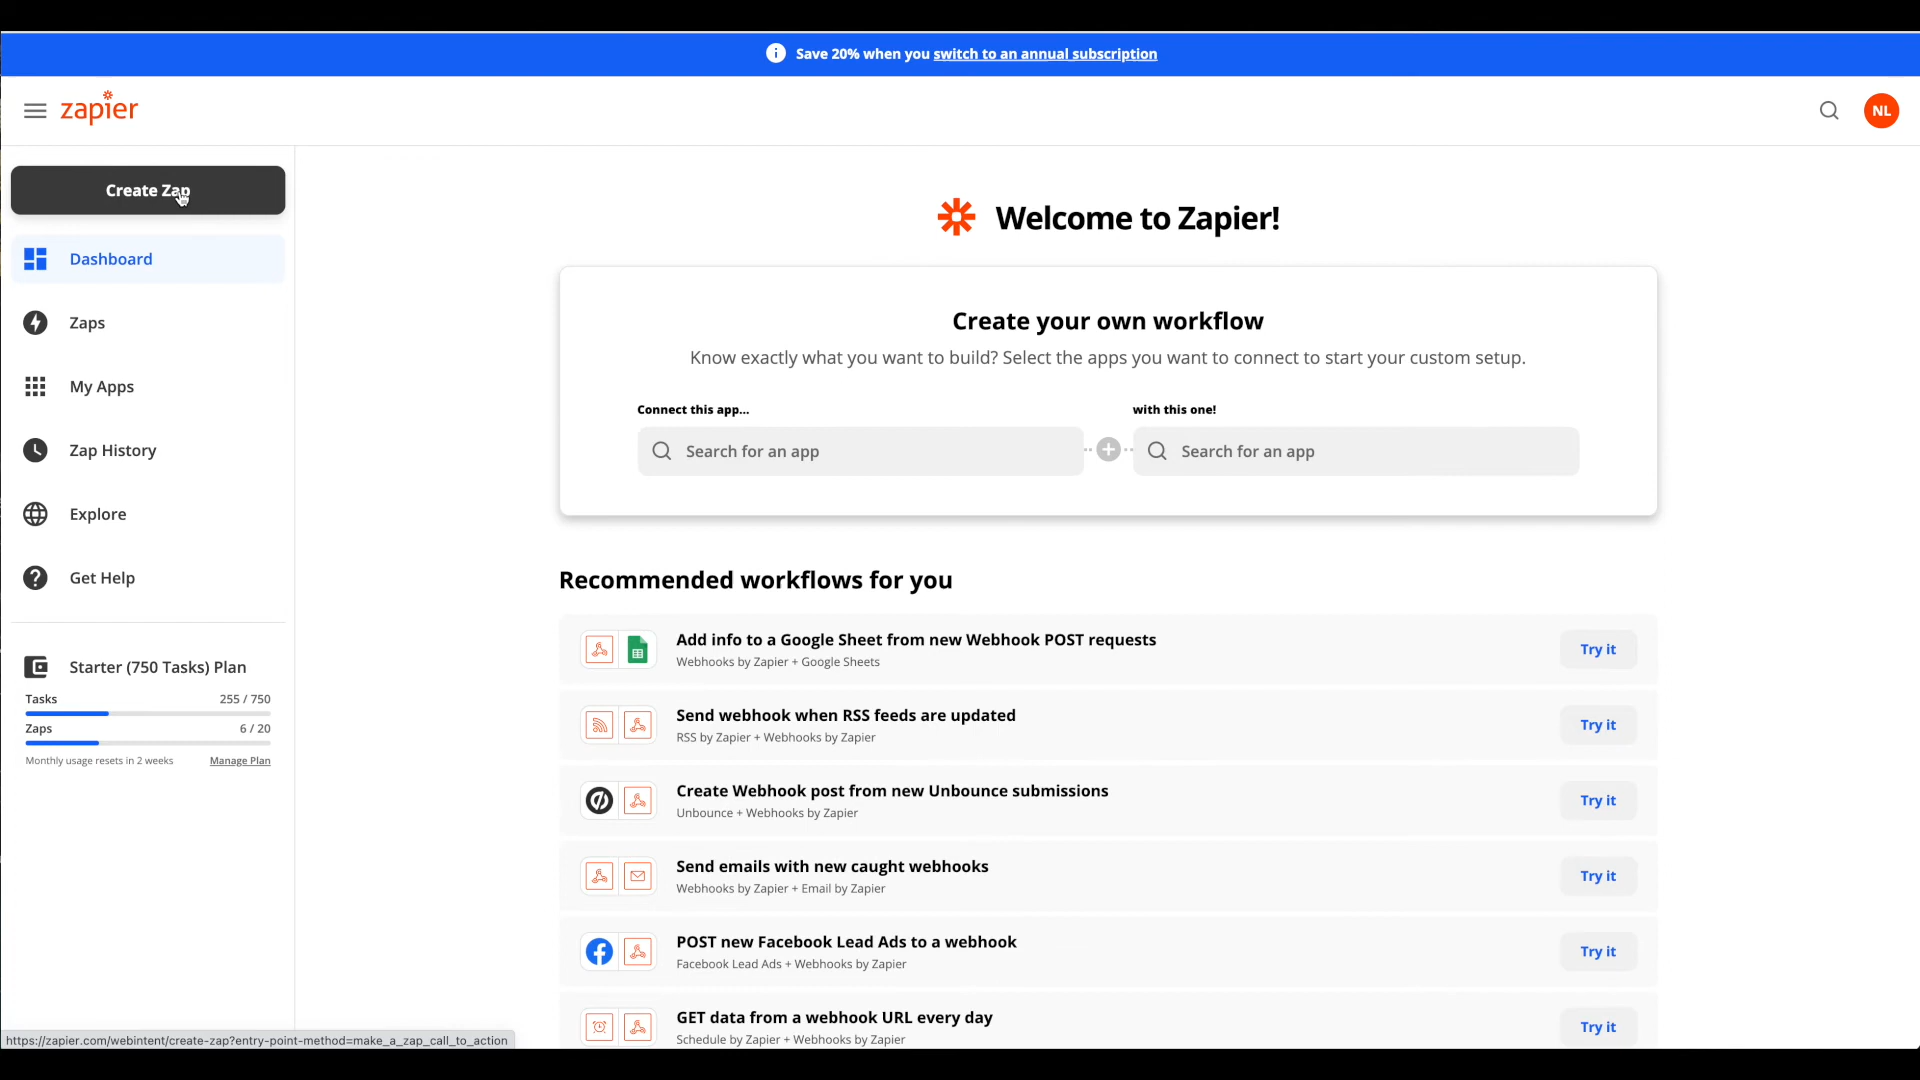 Save 20% when you switch to an annual subscription
zapier
NL
Create Zap
Dashboard
Zaps
My Apps
Zap History
Explore
Get Help
Starter (750 Tasks) Plan
Tasks 255 / 750
Zaps 6 / 20
Monthly usage resets in 2 weeks Manage Plan
Welcome to Zapier!
Create your own workflow
Know exactly what you want to build? Select the apps you want to connect to start your custom setup.
Connect this app... with this one!
Search for an app Search for an app
Recommended workflows for you
Add info to a Google Sheet from new Webhook POST requests
Webhooks by Zapier + Google Sheets
Try it
Send webhook when RSS feeds are updated
RSS by Zapier + Webhooks by Zapier
Try it
Create Webhook post from new Unbounce submissions
Unbounce + Webhooks by Zapier
Try it
Send emails with new caught webhooks
Webhooks by Zapier + Email by Zapier
Try it
POST new Facebook Lead Ads to a webhook
Facebook Lead Ads + Webhooks by Zapier
Try it
GET data from a webhook URL every day
Schedule by Zapier + Webhooks by Zapier
Try it
https://zapier.com/webintent/create-zap?entry-point-method=make_a_zap_call_to_action